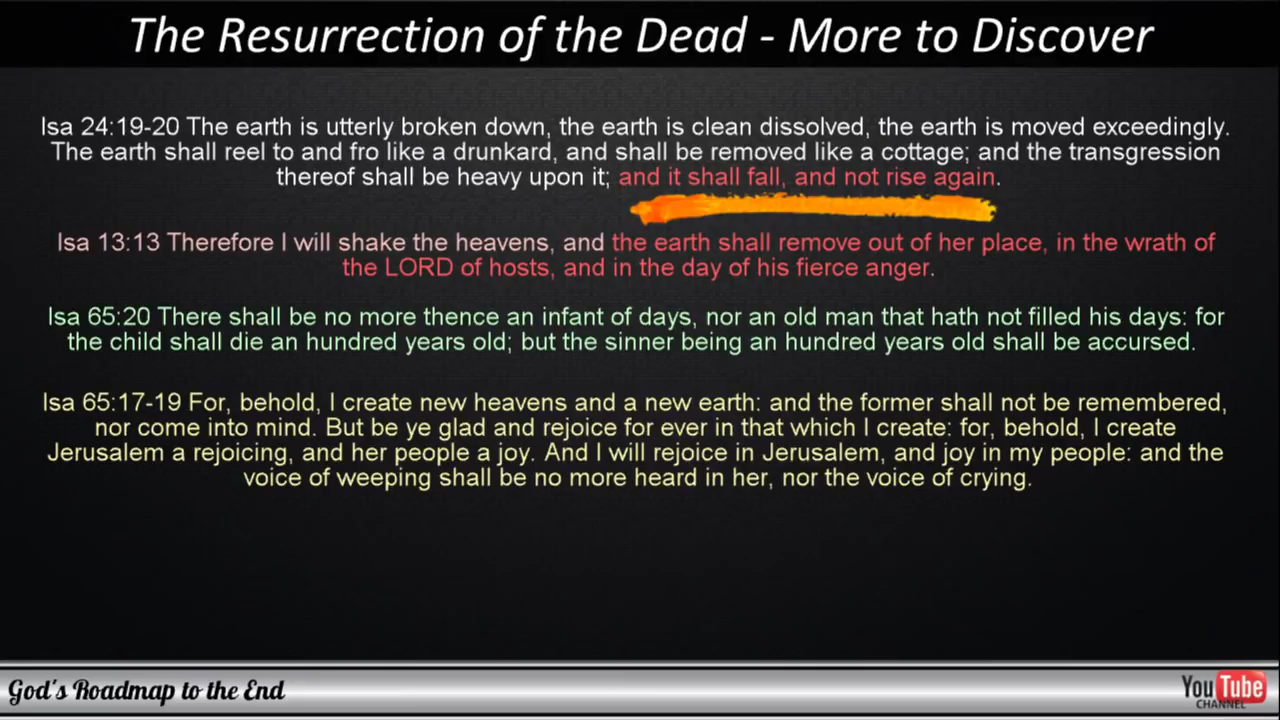 The Resurrection of the Dead - More to Discover
Isa 24:19-20 The earth is utterly broken down, the earth is clean dissolved, the earth is moved exceedingly.
The earth shall reel to and fro like a drunkard, and shall be removed like a cottage; and the transgression
thereof shall be heavy upon it; and it shall fall, and not rise again.
Isa 13:13 Therefore I will shake the heavens, and the earth shall remove out of her place, in the wrath of
the LORD of hosts, and in the day of his fierce anger.
Isa 65:20 There shall be no more thence an infant of days, nor an old man that hath not filled his days: for
the child shall die an hundred years old; but the sinner being an hundred years old shall be accursed.
Isa 65:17-19 For, behold, I create new heavens and a new earth: and the former shall not be remembered,
nor come into mind. But be ye glad and rejoice for ever in that which I create: for, behold, I create
Jerusalem a rejoicing, and her people a joy. And I will rejoice in Jerusalem, and joy in my people: and the
voice of weeping shall be no more heard in her, nor the voice of crying.
God's Roadmap to the End
YouTube
CHANNEL